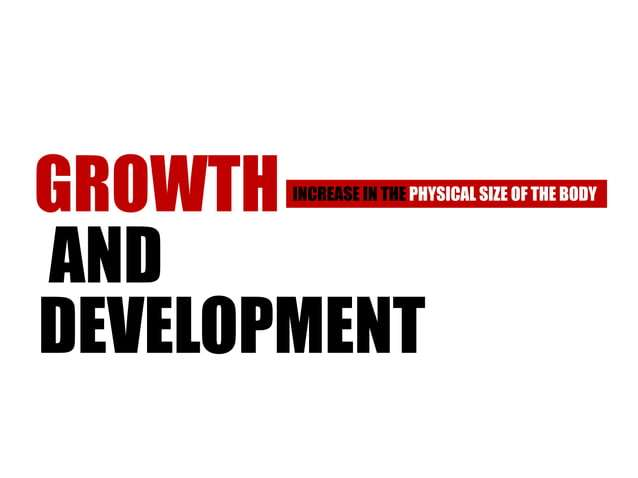 GROWTH
INCREASE IN THE PHYSICAL SIZE OF THE BODY
AND
DEVELOPMENT